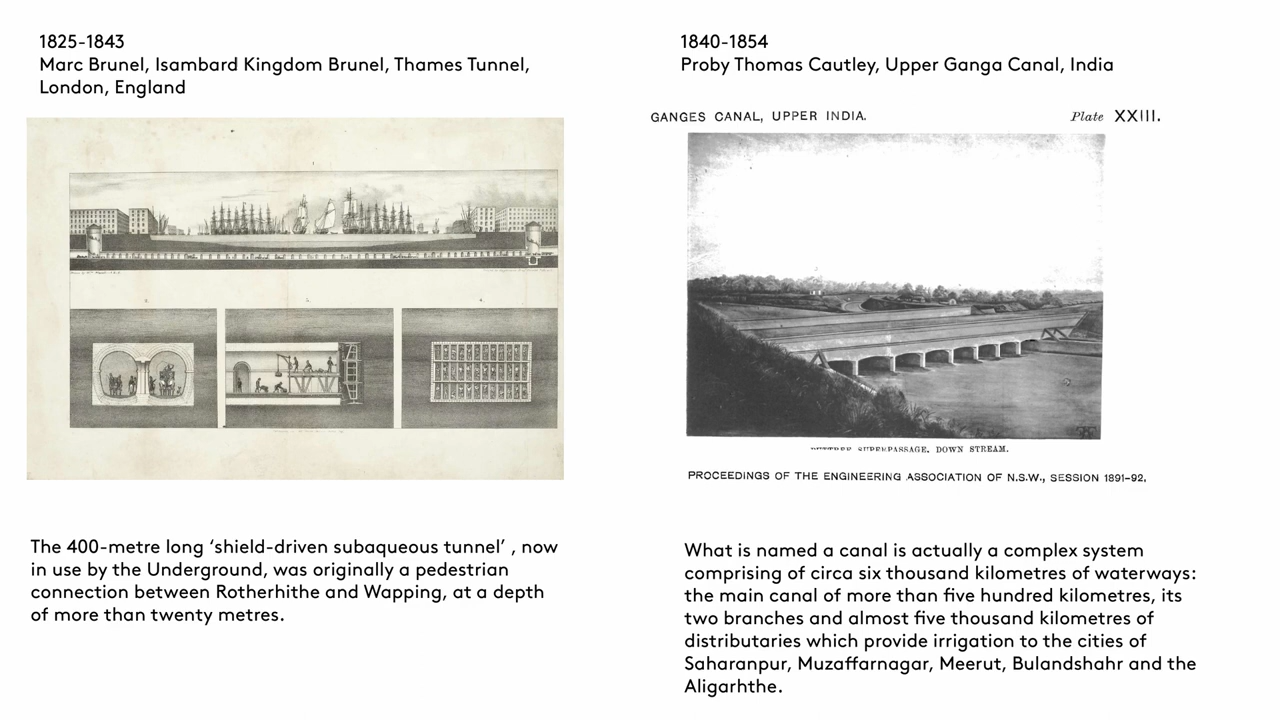 1825-1843
Marc Brunel, Isambard Kingdom Brunel, Thames Tunnel,
London, England
The 400-metre long ‘shield-driven subaqueous tunnel’ , now
in use by the Underground, was originally a pedestrian
connection between Rotherhithe and Wapping, at a depth
of more than twenty metres.
1840-1854
Proby Thomas Cautley, Upper Ganga Canal, India
GANGES CANAL, UPPER INDIA. Plate XXIII.
SUPERPASSAGE, DOWN STREAM.
PROCEEDINGS OF THE ENGINEERING ASSOCIATION OF N.S.W., SESSION 1891-92.
What is named a canal is actually a complex system
comprising of circa six thousand kilometres of waterways:
the main canal of more than five hundred kilometres, its
two branches and almost five thousand kilometres of
distributaries which provide irrigation to the cities of
Saharanpur, Muzaffarnagar, Meerut, Bulandshahr and the
Aligarhthe.